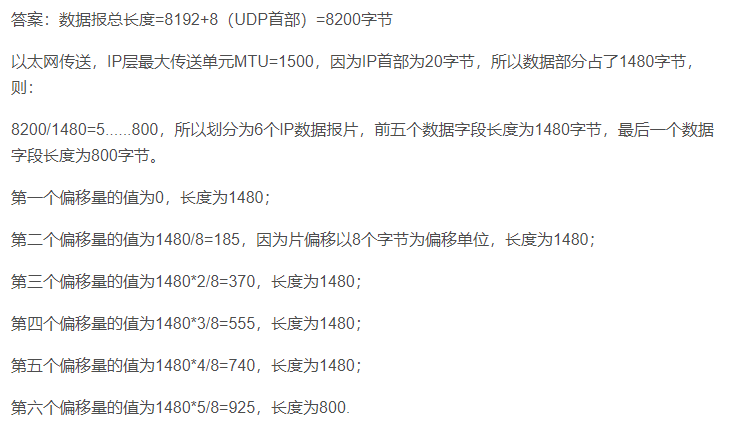 答案：数据报总长度=8192+8（UDP首部）=8200字节
以太网传送，IP层最大传送单元MTU=1500，因为IP首部为20字节，所以数据部分占了1480字节，
则：
8200/1480=5......800，所以划分为6个IP数据报片，前五个数据字段长度为1480字节，最后一个数据
字段长度为800字节。
第一个偏移量的值为0，长度为1480；
第二个偏移量的值为1480/8=185，因为片偏移以8个字节为偏移单位，长度为1480；
第三个偏移量的值为1480*2/8=370，长度为1480；
第四个偏移量的值为1480*3/8=555，长度为1480；
第五个偏移量的值为1480*4/8=740，长度为1480；
第六个偏移量的值为1480*5/8=925，长度为800.